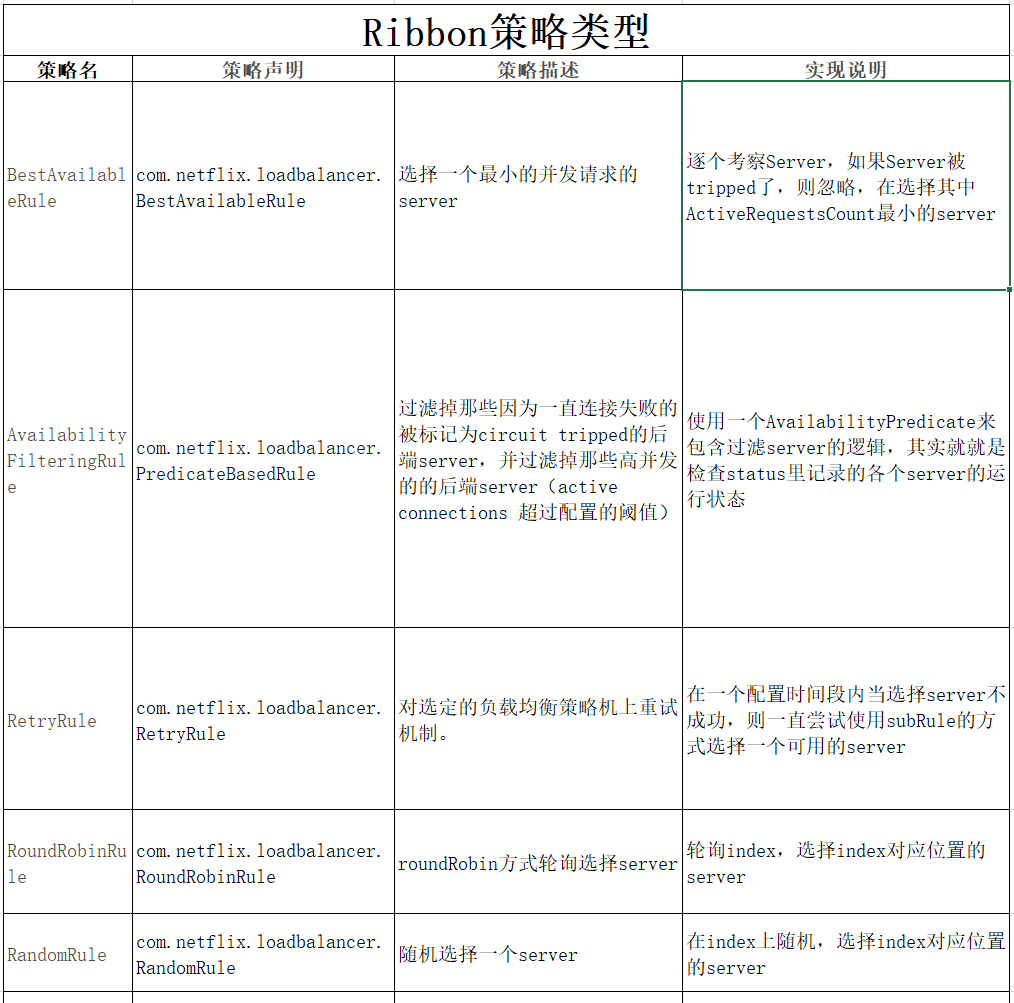 Ribbon策略类型
策略名
策略声明
策略描述
实现说明
BestAvailabl
eRule
com.netflix.loadbalancer.
BestAvailableRule
选择一个最小的并发请求的
server
逐个考察Server，如果Server被
tripped了，则忽略，在选择其中
ActiveRequestsCount最小的server
Availability
FilteringRul
e
com.netflix.loadbalancer.
PredicateBasedRule
过滤掉那些因为一直连接失败的
被标记为circuit tripped的后
端server，并过滤掉那些高并发
的的后端server（active
connections 超过配置的阈值）
使用一个AvailabilityPredicate来
包含过滤server的逻辑，其实就就是
检查status里记录的各个server的运
行状态
RetryRule
com.netflix.loadbalancer.
RetryRule
对选定的负载均衡策略机上重试
机制。
在一个配置时间段内当选择server不
成功，则一直尝试使用subRule的方
式选择一个可用的server
RoundRobinRu
le
com.netflix.loadbalancer.
RoundRobinRule
roundRobin方式轮询选择server
轮询index，选择index对应位置的
server
RandomRule
com.netflix.loadbalancer.
RandomRule
随机选择一个server
在index上随机，选择index对应位置
的server